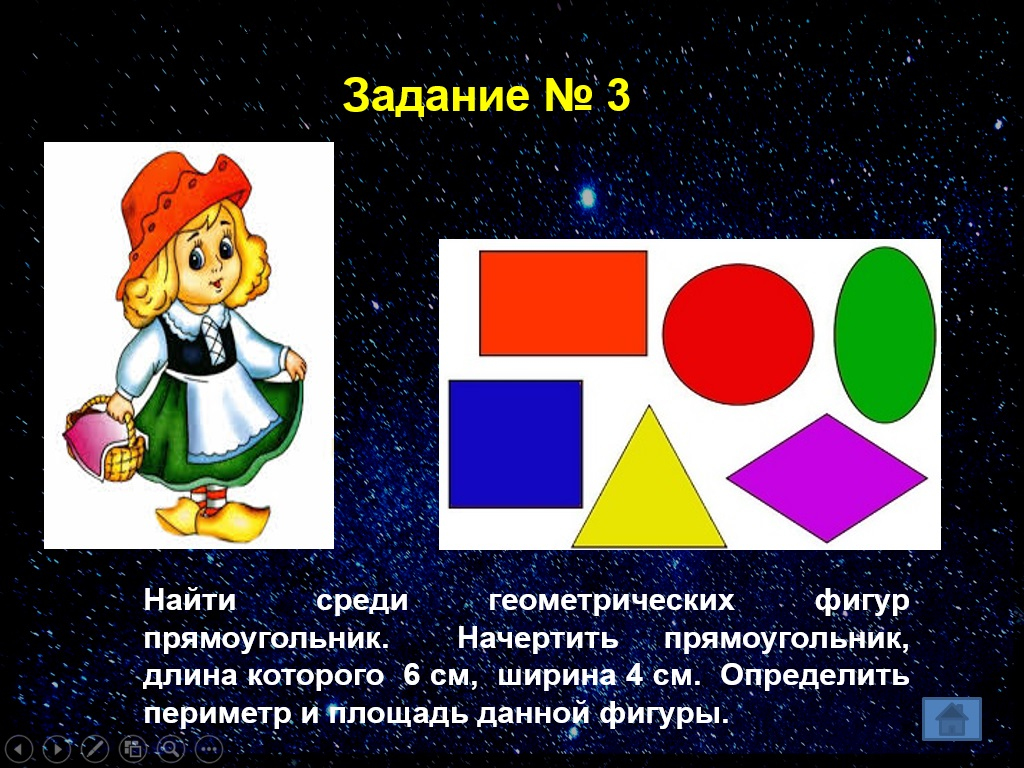 Задание № 3
Найти среди геометрических фигур
прямоугольник. Начертить прямоугольник,
длина которого 6 см, ширина 4 см. Определить
периметр и площадь данной фигуры.